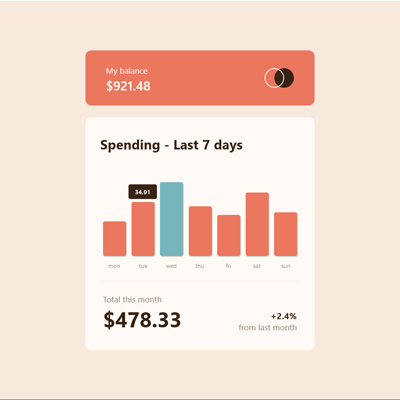 My balance
$921.48
Spending - Last 7 days
34.91
mon tue wed thu fri sat sun
Total this month
$478.33
+2.4%
from last month